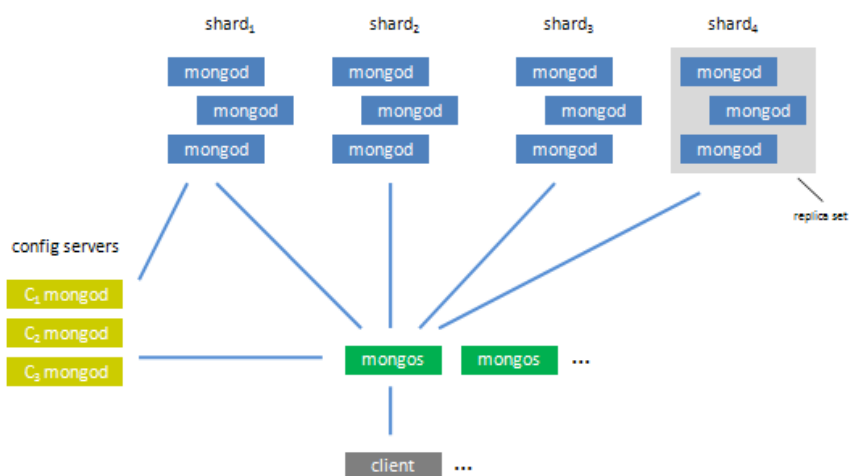 shard₁ shard₂ shard₃ shard₄
mongod mongod mongod mongod
mongod mongod mongod mongod
mongod mongod mongod mongod
replica set
config servers
C₁ mongod
C₂ mongod
C₃ mongod
mongos mongos ...
client ...